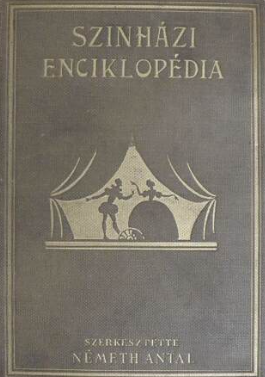 SZINHÁZI
ENCIKLOPÉDIA
SZERKESZTETTE
NÉMETH ANTAL